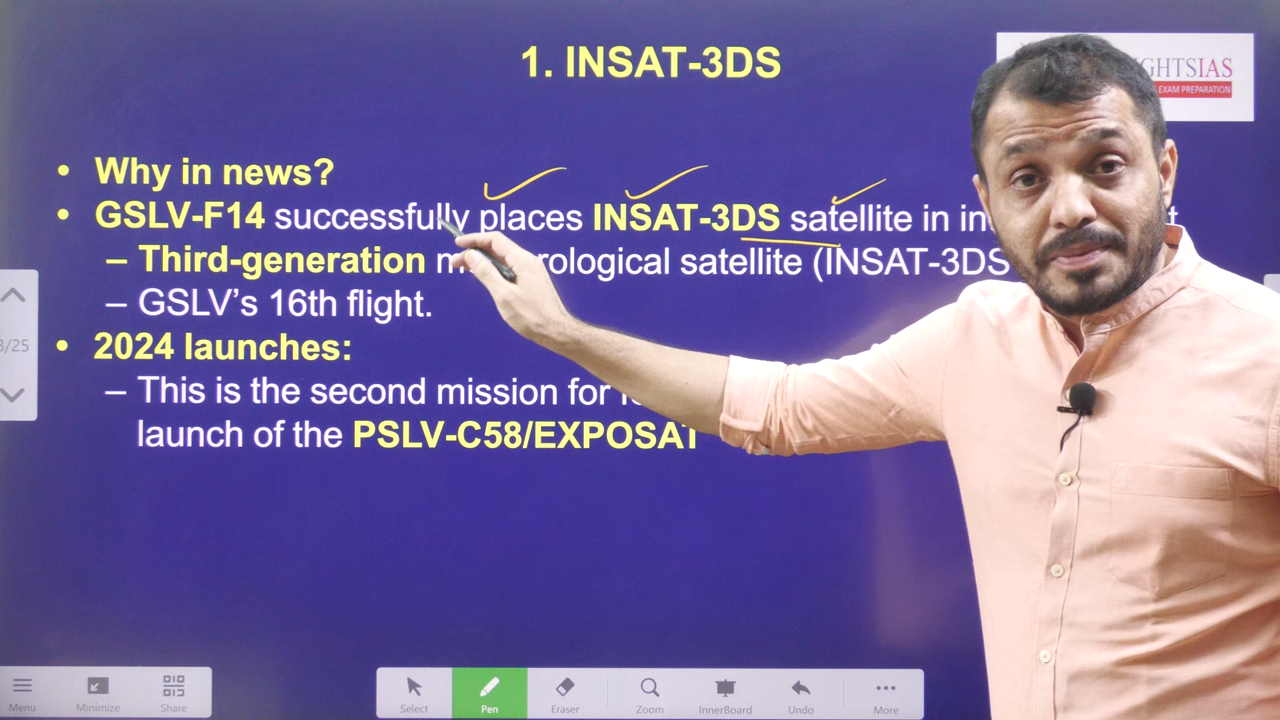 1. INSAT-3DS
GHTSIAS
EXAM PREPARATION
• Why in news?
• GSLV-F14 successfully places INSAT-3DS satellite in
– Third-generation satellite (INSAT-3DS
– GSLV's 16th flight.
• 2024 launches:
– This is the second mission for
launch of the PSLV-C58/EXPOSAT
/25
Menu
Minimize
Share
Select
Pen
Eraser
Zoom
InnerBoard
Undo
More